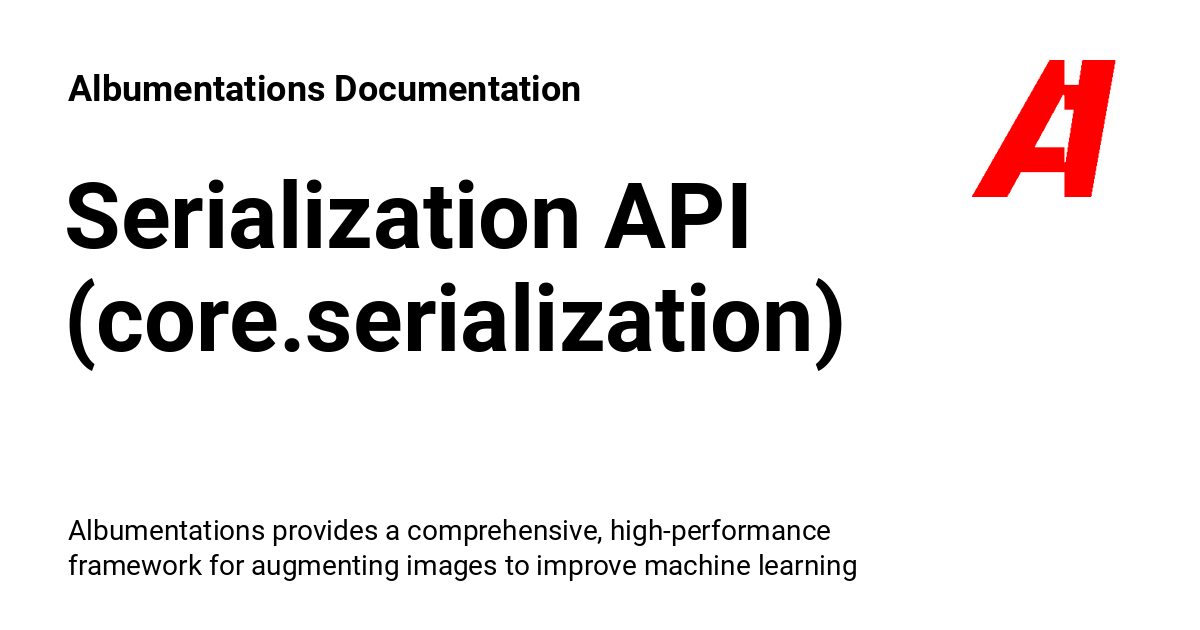 Albumentations Documentation
Serialization API
(core.serialization)
Albumentations provides a comprehensive, high-performance
framework for augmenting images to improve machine learning